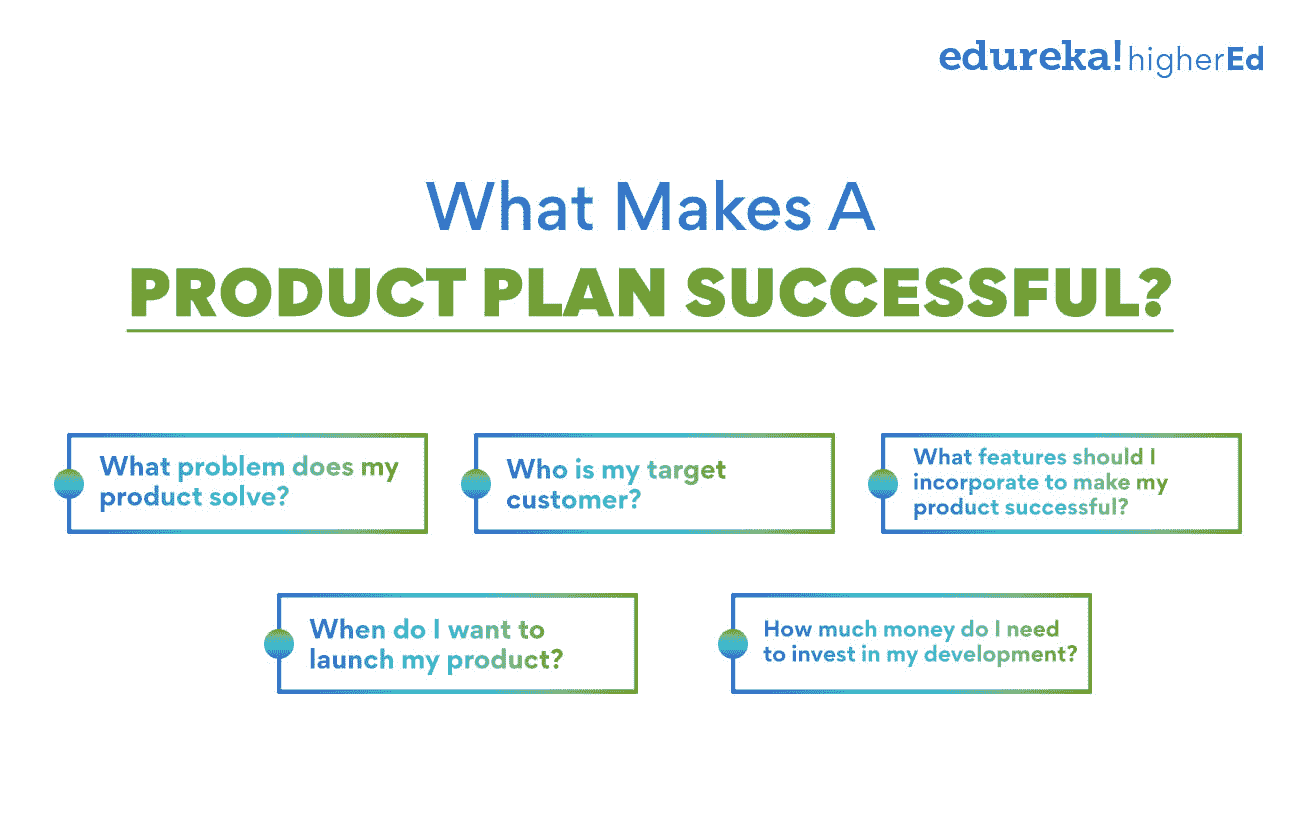 edureka! higherEd
What Makes A
PRODUCT PLAN SUCCESSFUL?
What problem does my
product solve?
Who is my target
customer?
What features should I
incorporate to make my
product successful?
When do I want to
launch my product?
How much money do I need
to invest in my development?